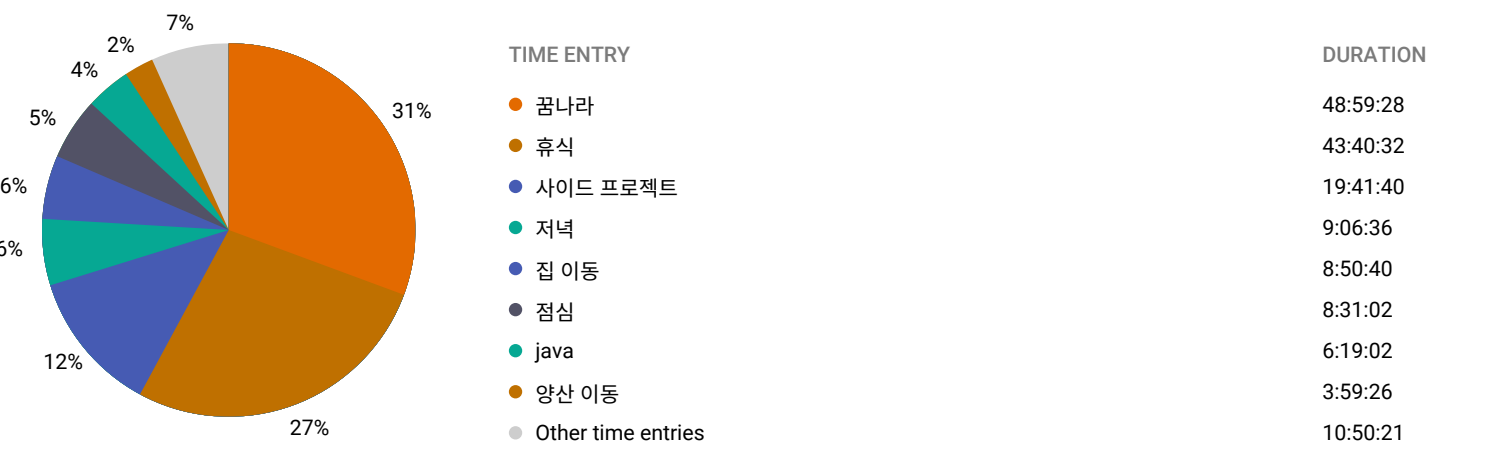 7%
2%
4%
5%
6%
6%
12%
27%
31%
TIME ENTRY DURATION
꿈나라 48:59:28
휴식 43:40:32
사이드 프로젝트 19:41:40
저녁 9:06:36
집 이동 8:50:40
점심 8:31:02
java 6:19:02
양산 이동 3:59:26
Other time entries 10:50:21